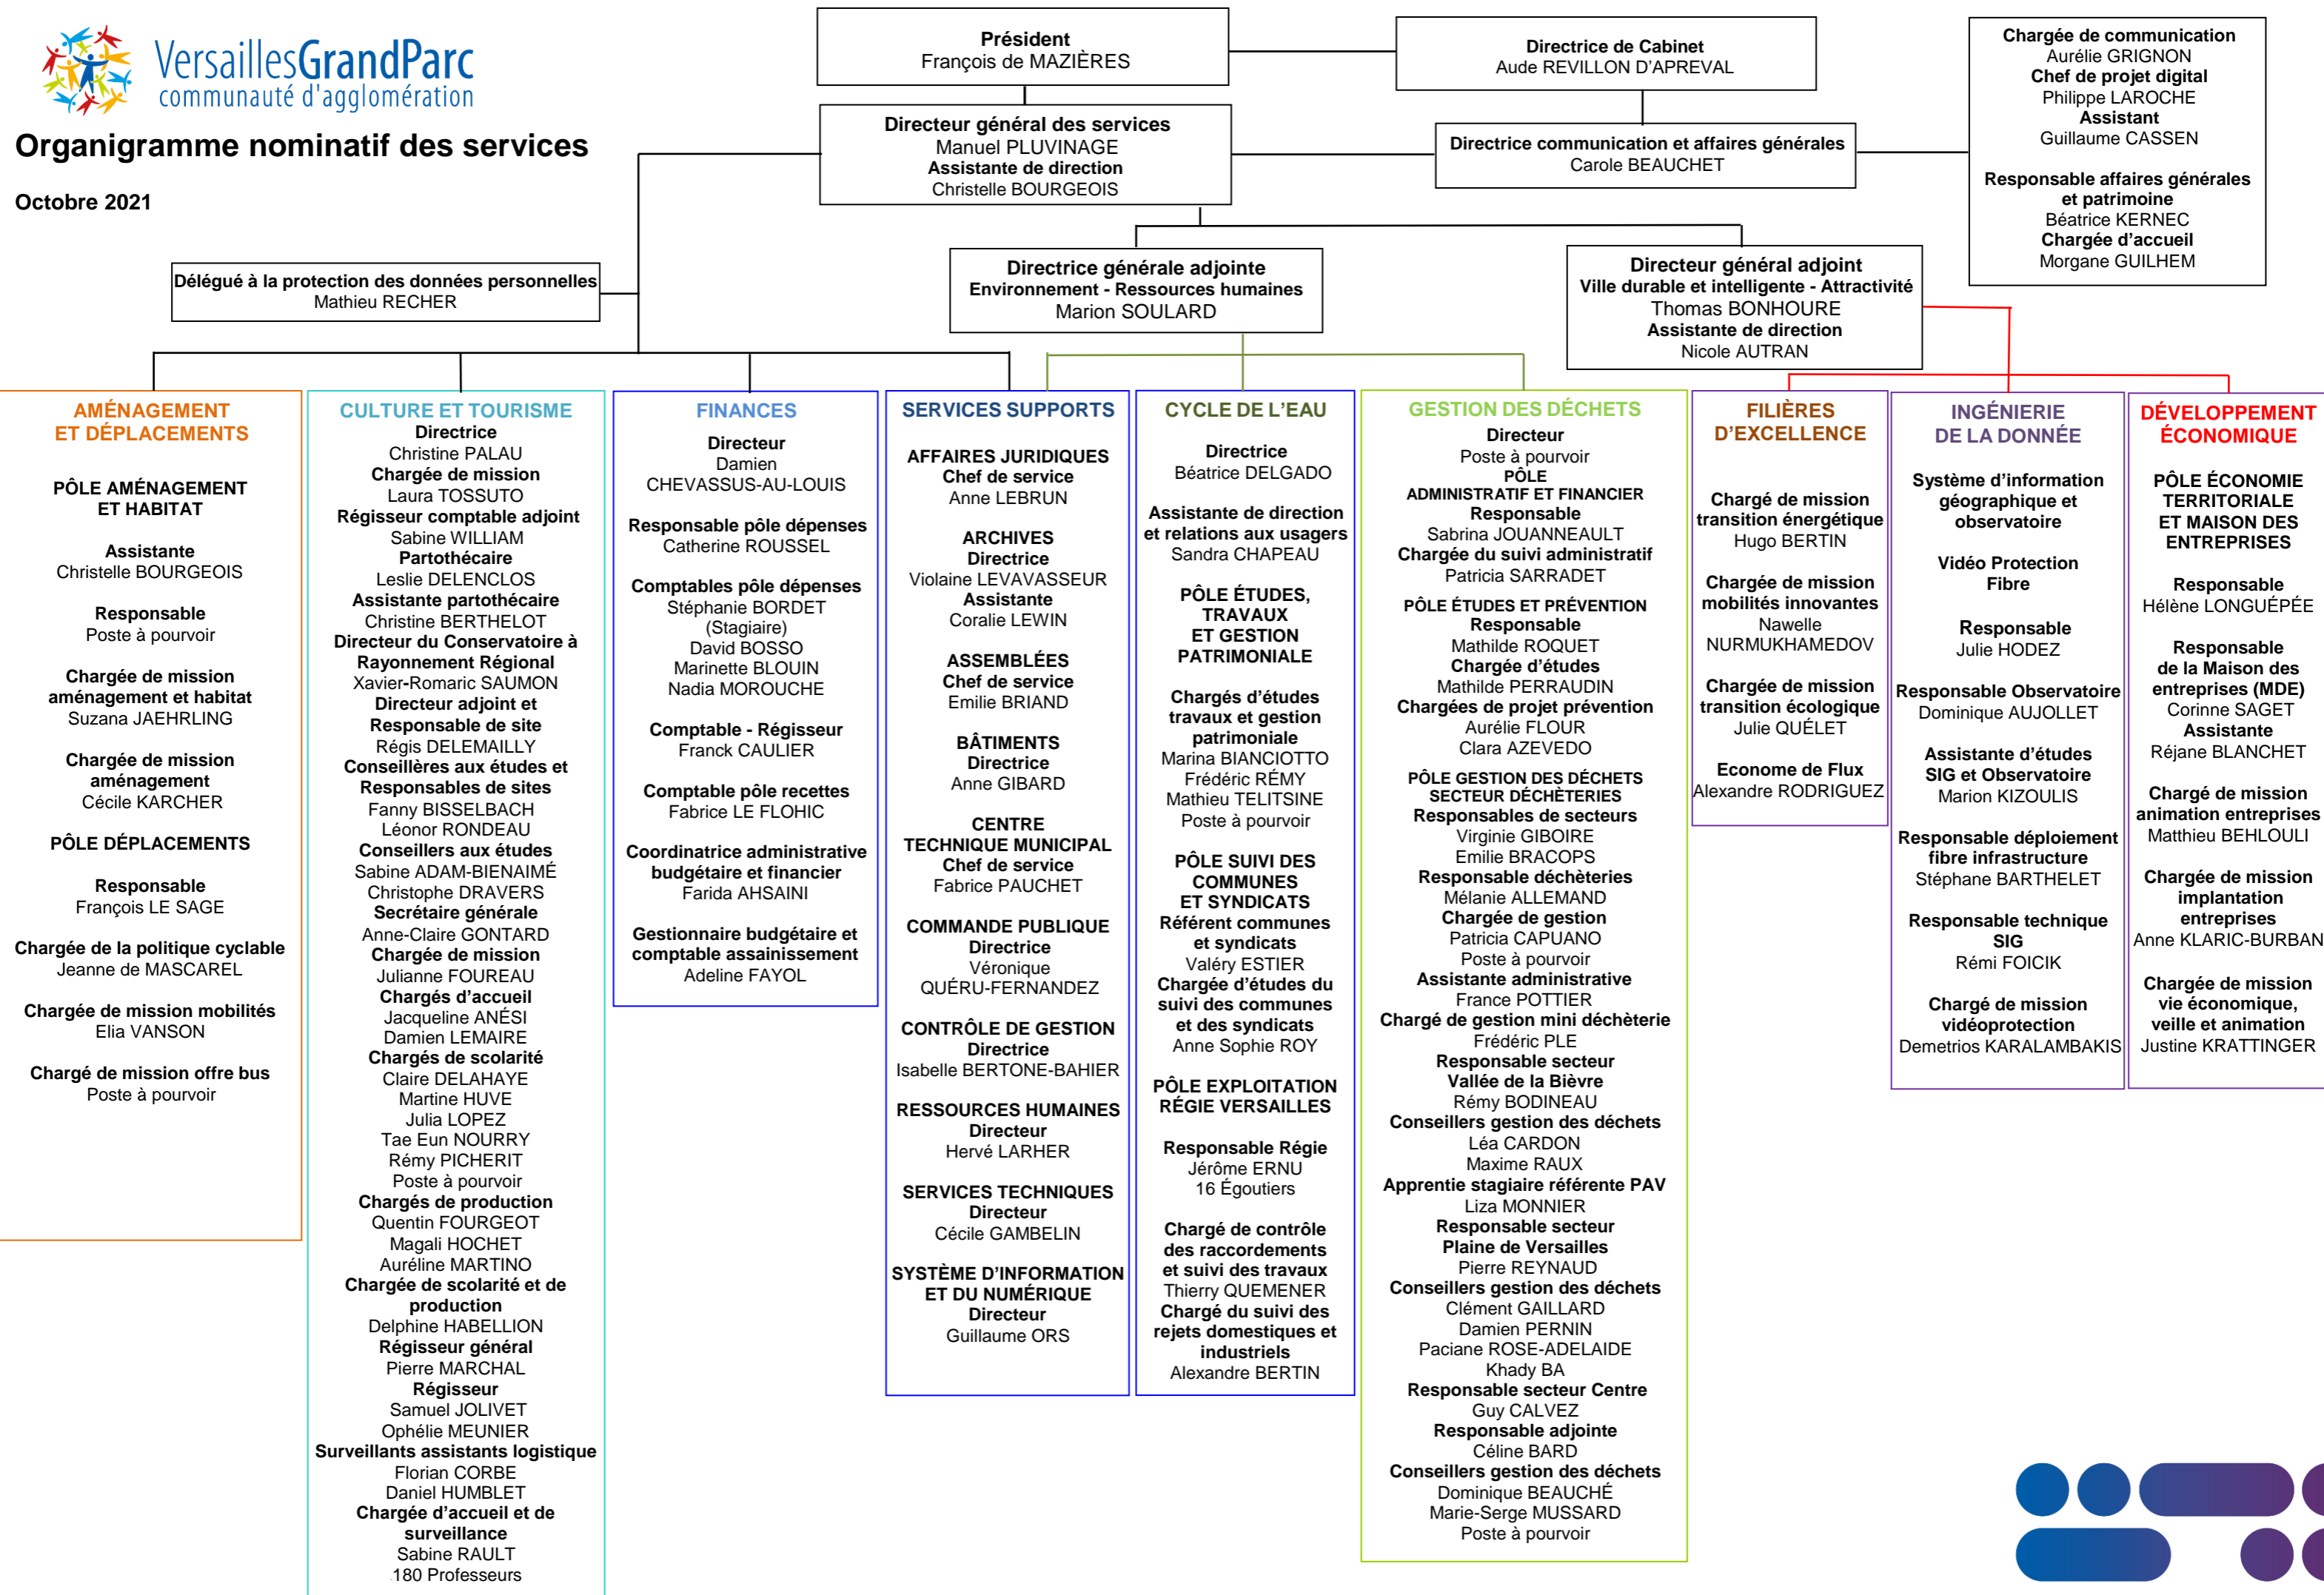 VersaillesGrandParc
communauté d'agglomération
Organigramme nominatif des services
Octobre 2021
Président
François de MAZIÈRES
Directrice de Cabinet
Aude REVILLON D'APREVAL
Chargée de communication
Aurélie GRIGNON
Chef de projet digital
Philippe LAROCHE
Assistant
Guillaume CASSEN
Responsable affaires générales
et patrimoine
Béatrice KERNEC
Chargée d'accueil
Morgane GUILHEM
Directeur général des services
Manuel PLUVINAGE
Assistante de direction
Christelle BOURGEOIS
Directrice communication et affaires générales
Carole BEAUCHET
Délégué à la protection des données personnelles
Mathieu RECHER
Directrice générale adjointe
Environnement - Ressources humaines
Marion SOULARD
Directeur général adjoint
Ville durable et intelligente - Attractivité
Thomas BONHOURE
Assistante de direction
Nicole AUTRAN
AMÉNAGEMENT
ET DÉPLACEMENTS
PÔLE AMÉNAGEMENT
ET HABITAT
Assistante
Christelle BOURGEOIS
Responsable
Poste à pourvoir
Chargée de mission
aménagement et habitat
Suzana JAEHRLING
Chargée de mission
aménagement
Cécile KARCHER
PÔLE DÉPLACEMENTS
Responsable
François LE SAGE
Chargée de la politique cyclable
Jeanne de MASCAREL
Chargée de mission mobilités
Elia VANSON
Chargé de mission offre bus
Poste à pourvoir
CULTURE ET TOURISME
Directrice
Christine PALAU
Chargée de mission
Laura TOSSUTO
Régisseur comptable adjoint
Sabine WILLIAM
Partothécaire
Leslie DELENCLOS
Assistante partothécaire
Christine BERTHELOT
Directeur du Conservatoire à
Rayonnement Régional
Xavier-Romaric SAUMON
Directeur adjoint et
Responsable de site
Régis DELEMAILLY
Conseillères aux études et
Responsables de sites
Fanny BISSELBACH
Léonor RONDEAU
Conseillers aux études
Sabine ADAM-BIENAIMÉ
Christophe DRAVERS
Secrétaire générale
Anne-Claire GONTARD
Chargée de mission
Julianne FOUREAU
Chargés d'accueil
Jacqueline ANÉSI
Damien LEMAIRE
Chargés de scolarité
Claire DELAHAYE
Martine HUVE
Julia LOPEZ
Tae Eun NOURRY
Rémy PICHERIT
Poste à pourvoir
Chargés de production
Quentin FOURGEOT
Magali HOCHET
Auréline MARTINO
Chargée de scolarité et de
production
Delphine HABELLION
Régisseur général
Pierre MARCHAL
Régisseur
Samuel JOLIVET
Ophélie MEUNIER
Surveillants assistants logistique
Florian CORBE
Daniel HUMBLET
Chargée d'accueil et de
surveillance
Sabine RAULT
180 Professeurs
FINANCES
Directeur
Damien
CHEVASSUS-AU-LOUIS
Responsable pôle dépenses
Catherine ROUSSEL
Comptables pôle dépenses
Stéphanie BORDET
(Stagiaire)
David BOSSO
Marinette BLOUIN
Nadia MOROUCHE
Comptable - Régisseur
Franck CAULIER
Comptable pôle recettes
Fabrice LE FLOHIC
Coordinatrice administrative
budgétaire et financier
Farida AHSAINI
Gestionnaire budgétaire et
comptable assainissement
Adeline FAYOL
SERVICES SUPPORTS
AFFAIRES JURIDIQUES
Chef de service
Anne LEBRUN
ARCHIVES
Directrice
Violaine LEVAVASSEUR
Assistante
Coralie LEWIN
ASSEMBLÉES
Chef de service
Emilie BRIAND
BÂTIMENTS
Directrice
Anne GIBARD
CENTRE
TECHNIQUE MUNICIPAL
Chef de service
Fabrice PAUCHET
COMMANDE PUBLIQUE
Directrice
Véronique
QUÉRU-FERNANDEZ
CONTRÔLE DE GESTION
Directrice
Isabelle BERTONE-BAHIER
RESSOURCES HUMAINES
Directeur
Hervé LARHER
SERVICES TECHNIQUES
Directeur
Cécile GAMBELIN
SYSTÈME D'INFORMATION
ET DU NUMÉRIQUE
Directeur
Guillaume ORS
CYCLE DE L'EAU
Directrice
Béatrice DELGADO
Assistante de direction
et relations aux usagers
Sandra CHAPEAU
PÔLE ÉTUDES,
TRAVAUX
ET GESTION
PATRIMONIALE
Chargés d'études
travaux et gestion
patrimoniale
Marina BIANCIOTTO
Frédéric RÉMY
Mathieu TELITSINE
Poste à pourvoir
PÔLE SUIVI DES
COMMUNES
ET SYNDICATS
Référent communes
et syndicats
Valéry ESTIER
Chargée d'études du
suivi des communes
et des syndicats
Anne Sophie ROY
PÔLE EXPLOITATION
RÉGIE VERSAILLES
Responsable Régie
Jérôme ERNU
16 Égoutiers
Chargé de contrôle
des raccordements
et suivi des travaux
Thierry QUEMENER
Chargé du suivi des
rejets domestiques et
industriels
Alexandre BERTIN
GESTION DES DÉCHETS
Directeur
Poste à pourvoir
PÔLE
ADMINISTRATIF ET FINANCIER
Responsable
Sabrina JOUANNEAULT
Chargée du suivi administratif
Patricia SARRADET
PÔLE ÉTUDES ET PRÉVENTION
Responsable
Mathilde ROQUET
Chargée d'études
Mathilde PERRAUDIN
Chargées de projet prévention
Aurélie FLOUR
Clara AZEVEDO
PÔLE GESTION DES DÉCHETS
SECTEUR DÉCHÈTERIES
Responsables de secteurs
Virginie GIBOIRE
Emilie BRACOPS
Responsable déchèteries
Mélanie ALLEMAND
Chargée de gestion
Patricia CAPUANO
Poste à pourvoir
Assistante administrative
France POTTIER
Chargé de gestion mini déchèterie
Frédéric PLE
Responsable secteur
Vallée de la Bièvre
Rémy BODINEAU
Conseillers gestion des déchets
Léa CARDON
Maxime RAUX
Apprentie stagiaire référente PAV
Liza MONNIER
Responsable secteur
Plaine de Versailles
Pierre REYNAUD
Conseillers gestion des déchets
Clément GAILLARD
Damien PERNIN
Paciane ROSE-ADELAIDE
Khady BA
Responsable secteur Centre
Guy CALVEZ
Responsable adjointe
Céline BARD
Conseillers gestion des déchets
Dominique BEAUCHÉ
Marie-Serge MUSSARD
Poste à pourvoir
FILIÈRES
D'EXCELLENCE
Chargé de mission
transition énergétique
Hugo BERTIN
Chargée de mission
mobilités innovantes
Nawelle
NURMUKHAMEDOV
Chargée de mission
transition écologique
Julie QUÉLET
Econome de Flux
Alexandre RODRIGUEZ
INGÉNIERIE
DE LA DONNÉE
Système d'information
géographique et
observatoire
Vidéo Protection
Fibre
Responsable
Julie HODEZ
Responsable Observatoire
Dominique AUJOLLET
Assistante d'études
SIG et Observatoire
Marion KIZOULIS
Responsable déploiement
fibre infrastructure
Stéphane BARTHELET
Responsable technique
SIG
Rémi FOICIK
Chargé de mission
vidéoprotection
Demetrios KARALAMBAKIS
DÉVELOPPEMENT
ÉCONOMIQUE
PÔLE ÉCONOMIE
TERRITORIALE
ET MAISON DES
ENTREPRISES
Responsable
Hélène LONGUÉPÉE
Responsable
de la Maison des
entreprises (MDE)
Corinne SAGET
Assistante
Réjane BLANCHET
Chargé de mission
animation entreprises
Matthieu BEHLOULI
Chargée de mission
implantation
entreprises
Anne KLARIC-BURBAN
Chargée de mission
vie économique,
veille et animation
Justine KRATTINGER